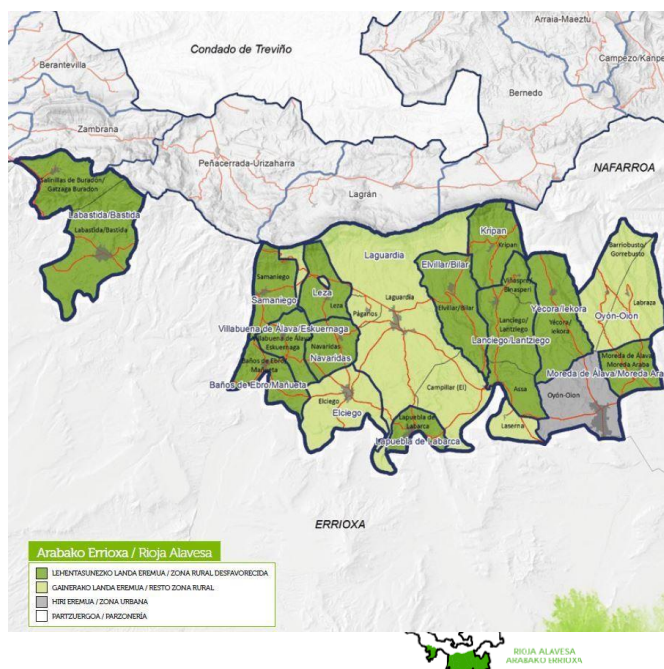 Condado de Treviño
Arraia-Maeztu
Berantevilla
Campezo/Kanpe
Bernedo
Zambrana
Peñacerrada-Urizaharra
NAFARROA
Lagrán
Salinillas de Buradon/
Gatzaga Buradon
Labastida/Bastida
Labastida/Bastida
Kripan
Kripan
Barriobusto/
Gorrebusto
Laguardia
Elvillar/Bilar
Samaniego
Samaniego
Leza
Leza
Laguardia
Páganos
Elvillar/Bilar
Lanciego/
Lantziego
Lanciego/Lantziego
Yécora/Iekora
Yécora/
Iekora
Labraza
Oyón-Oion
Villabuena de Álava/Eskuernaga
Villabuena de Álava/
Eskuernaga
Navaridas
Navaridas
Baños de Ebro/
Mañueta
Baños de Ebro/Mañueta
Moreda de Álava/
Moreda Araba
Moreda de Álava/Moreda Ara
Elciego
Elciego
Campillar (El)
Assa
Oyón-Oion
Lapuebla de
Labarca
Lapuebla de Labarca
Laserna
ERRIOXA
Arabako Errioxa / Rioja Alavesa
LEHENTASUNEZKO LANDA EREMUA / ZONA RURAL DESFAVORECIDA
GAINERAKO LANDA EREMUA / RESTO ZONA RURAL
HIRI EREMUA / ZONA URBANA
PARTZUERGOA / PARZONERÍA
RIOJA ALAVESA
ARABAKO ERRIOXA